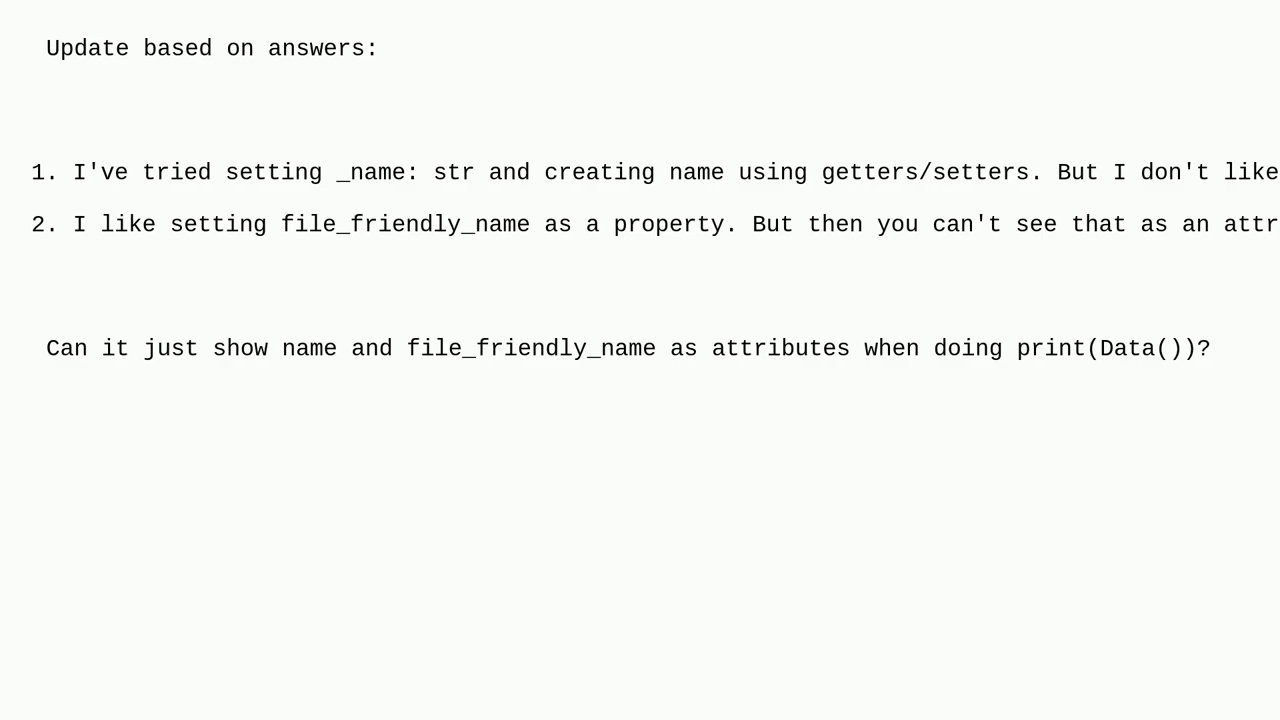 Update based on answers:
1. I've tried setting _name: str and creating name using getters/setters. But I don't like
2. I like setting file_friendly_name as a property. But then you can't see that as an attr
Can it just show name and file_friendly_name as attributes when doing print(Data())?